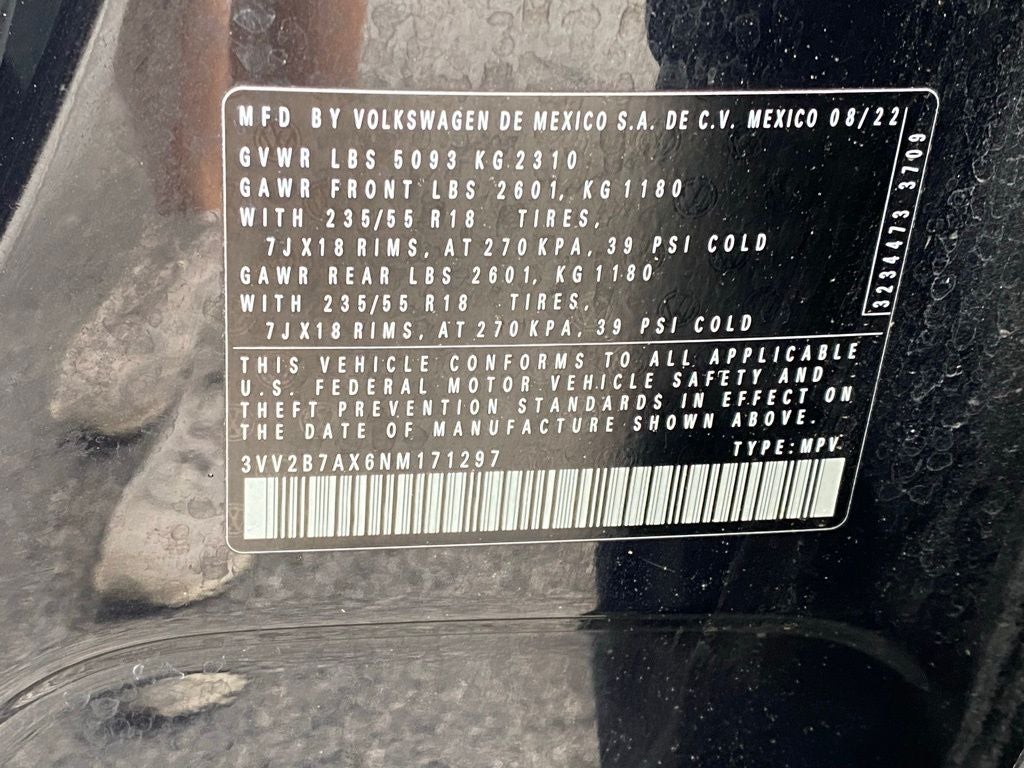 MFD BY VOLKSWAGEN DE MEXICO S.A. DE C.V. MEXICO 08/22
GVWR LBS 5093 KG 2310
GAWR FRONT LBS 2601, KG 1180
WITH 235/55 R18 TIRES,
7JX18 RIMS, AT 270 KPA, 39 PSI COLD
GAWR REAR LBS 2601, KG 1180
WITH 235/55 R18 TIRES,
7JX18 RIMS, AT 270 KPA, 39 PSI COLD
3234473 3709
THIS VEHICLE CONFORMS TO ALL APPLICABLE
U.S. FEDERAL MOTOR VEHICLE SAFETY AND
THEFT PREVENTION STANDARDS IN EFFECT ON
THE DATE OF MANUFACTURE SHOWN ABOVE.
3VV2B7AX6NM171297 TYPE: MPV